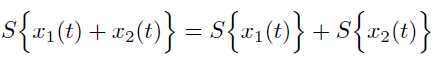 S{x₁(t) + x₂(t)} = S{x₁(t)} + S{x₂(t)}